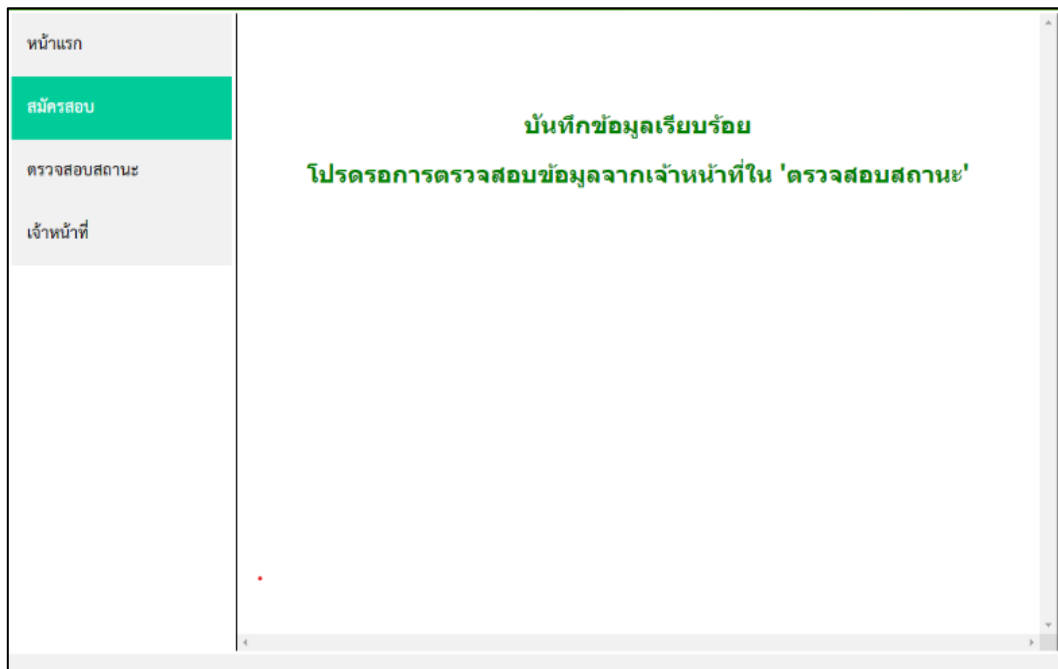 หน้าแรก
สมัครสอบ
ตรวจสอบสถานะ
เจ้าหน้าที่
บันทึกข้อมูลเรียบร้อย
โปรดรอการตรวจสอบข้อมูลจากเจ้าหน้าที่ใน 'ตรวจสอบสถานะ'